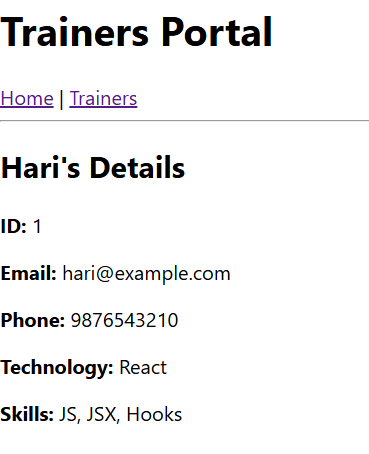 Trainers Portal
Home | Trainers
Hari's Details
ID: 1
Email: hari@example.com
Phone: 9876543210
Technology: React
Skills: JS, JSX, Hooks